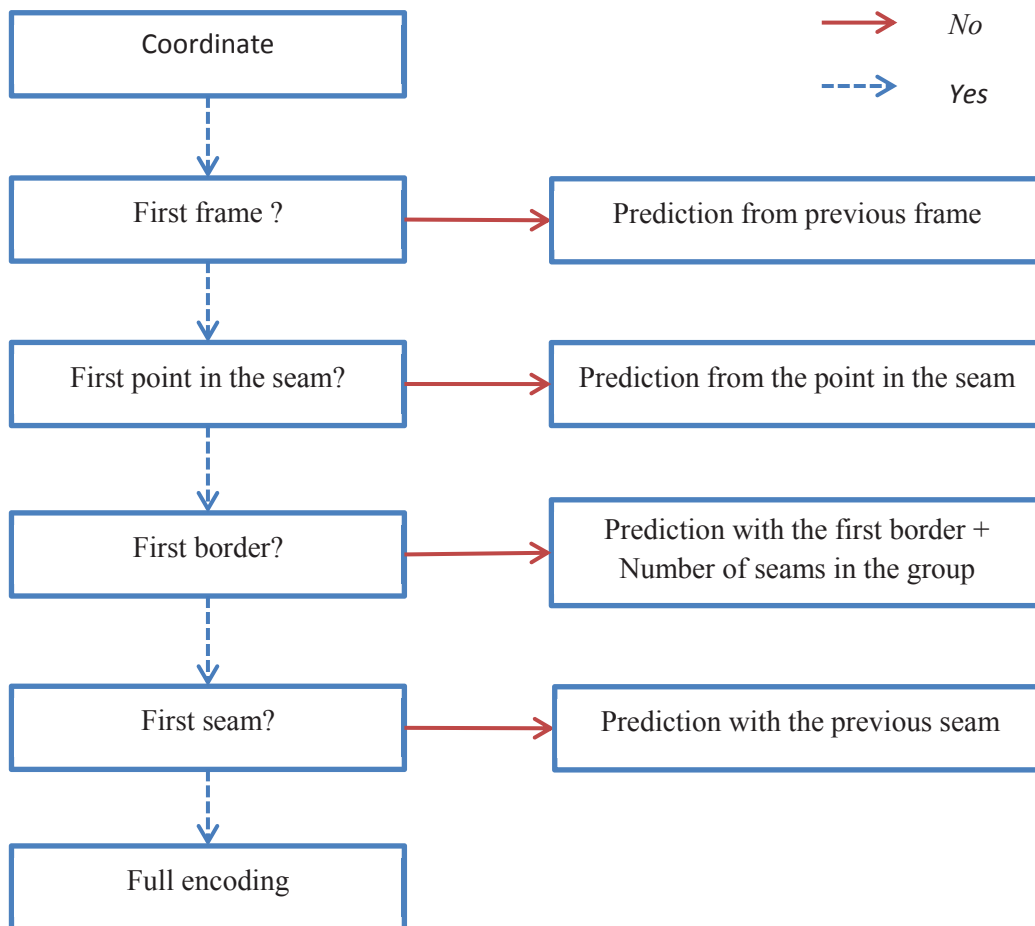 Coordinate
No
Yes
First frame ?
Prediction from previous frame
First point in the seam?
Prediction from the point in the seam
First border?
Prediction with the first border +
Number of seams in the group
First seam?
Prediction with the previous seam
Full encoding